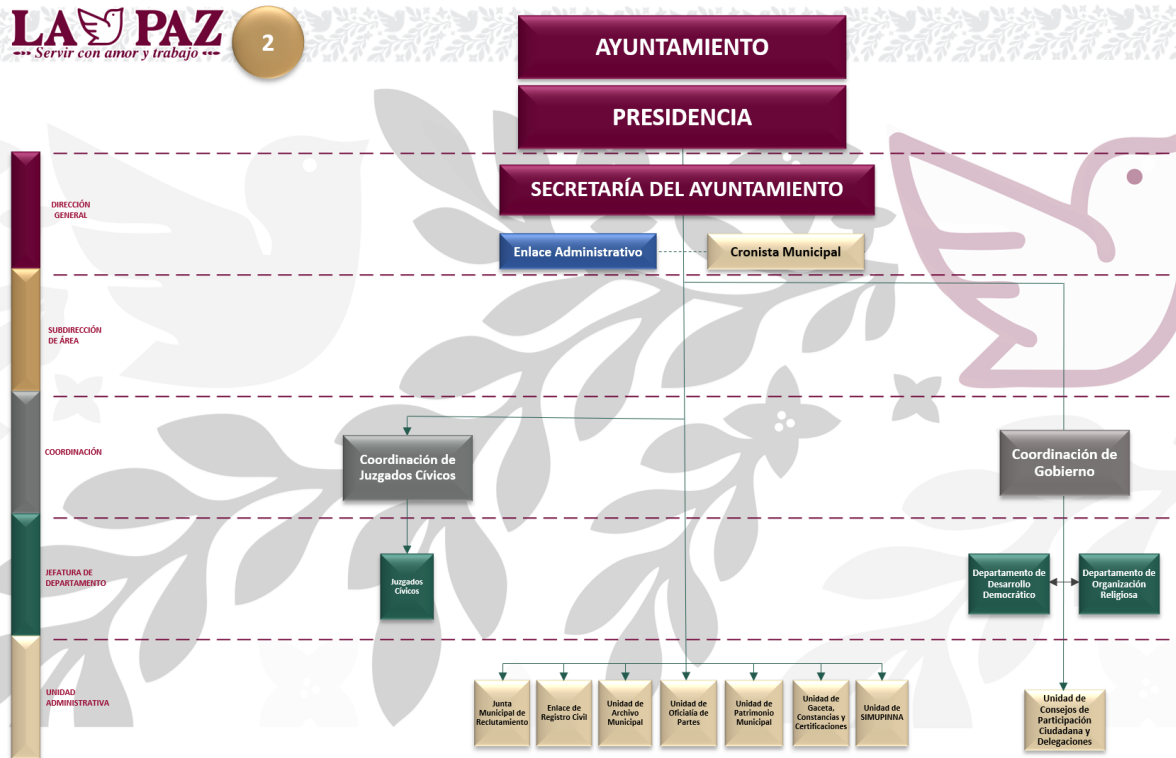 LA PAZ
Servir con amor y trabajo
2
AYUNTAMIENTO
PRESIDENCIA
DIRECCIÓN
GENERAL
SECRETARÍA DEL AYUNTAMIENTO
Enlace Administrativo
Cronista Municipal
SUBDIRECCIÓN
DE ÁREA
COORDINACIÓN
Coordinación de
Juzgados Cívicos
Coordinación de
Gobierno
JEFATURA DE
DEPARTAMENTO
Juzgados
Cívicos
Departamento de
Desarrollo
Democrático
Departamento de
Organización
Religiosa
UNIDAD
ADMINISTRATIVA
Junta
Municipal de
Reclutamiento
Enlace de
Registro Civil
Unidad de
Archivo
Municipal
Unidad de
Oficialía de
Partes
Unidad de
Patrimonio
Municipal
Unidad de
Gaceta,
Constancias y
Certificaciones
Unidad de
SIMUPINNA
Unidad de
Consejos de
Participación
Ciudadana y
Delegaciones